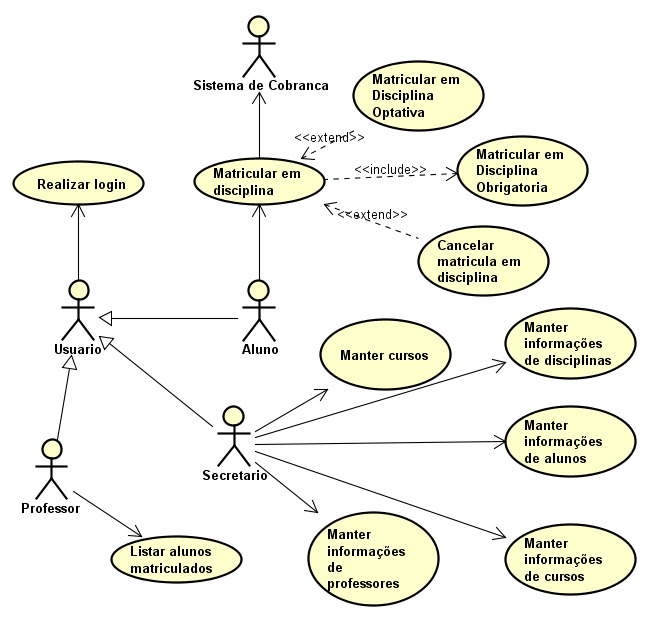 Sistema de Cobranca
Matricular em
Disciplina
Optativa
<<extend>>
Realizar login
Matricular em
disciplina
<<include>>
Matricular em
Disciplina
Obrigatoria
<<extend>>
Cancelar
matricula em
disciplina
Usuario
Aluno
Manter cursos
Manter
informações
de disciplinas
Manter
informações
de alunos
Secretario
Professor
Listar alunos
matriculados
Manter
informações
de
professores
Manter
informações
de cursos